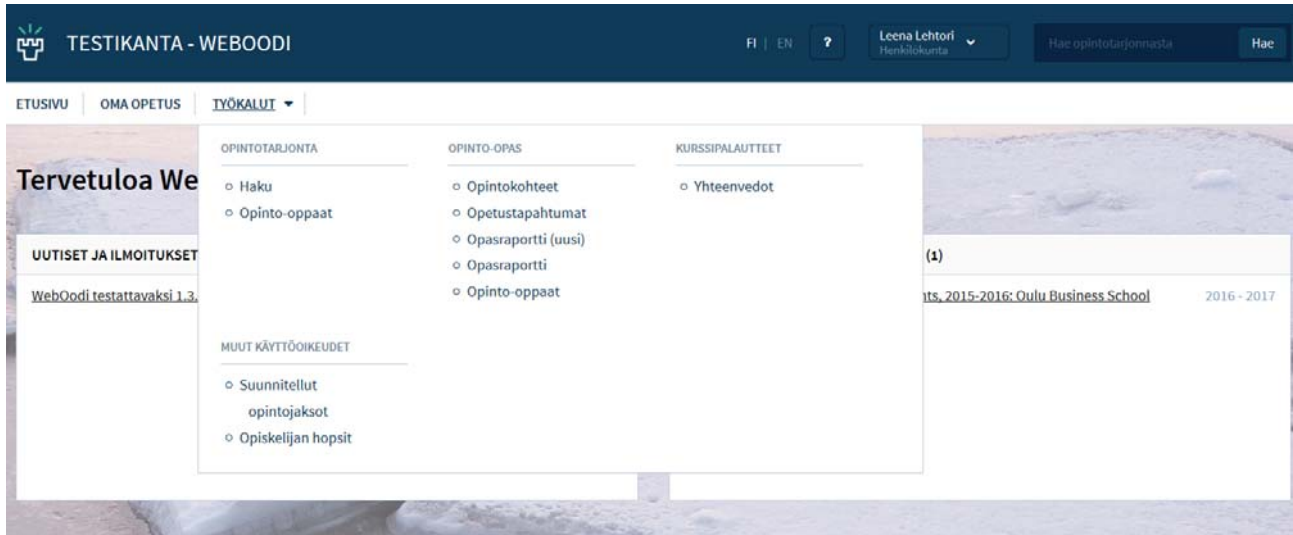 TESTIKANTA - WEBOODI
FI | EN
?
Leena Lehtori
Henkilökunta
Hae opintotarjonnasta
Hae
ETUSIVU
OMA OPETUS
TYÖKALUT
OPINTOTARJONTA
Haku
Opinto-oppaat
OPINTO-OPAS
Opintokohteet
Opetustapahtumat
Opasraportti (uusi)
Opasraportti
Opinto-oppaat
KURSSIPALAUTTEET
Yhteenvedot
MUUT KÄYTTÖOIKEUDET
Suunnitellut
opintojaksot
Opiskelijan hopsit
Tervetuloa We
UUTISET JA ILMOITUKSET
WebOodi testattavaksi 1.3.
(1)
nts, 2015-2016: Oulu Business School
2016 - 2017